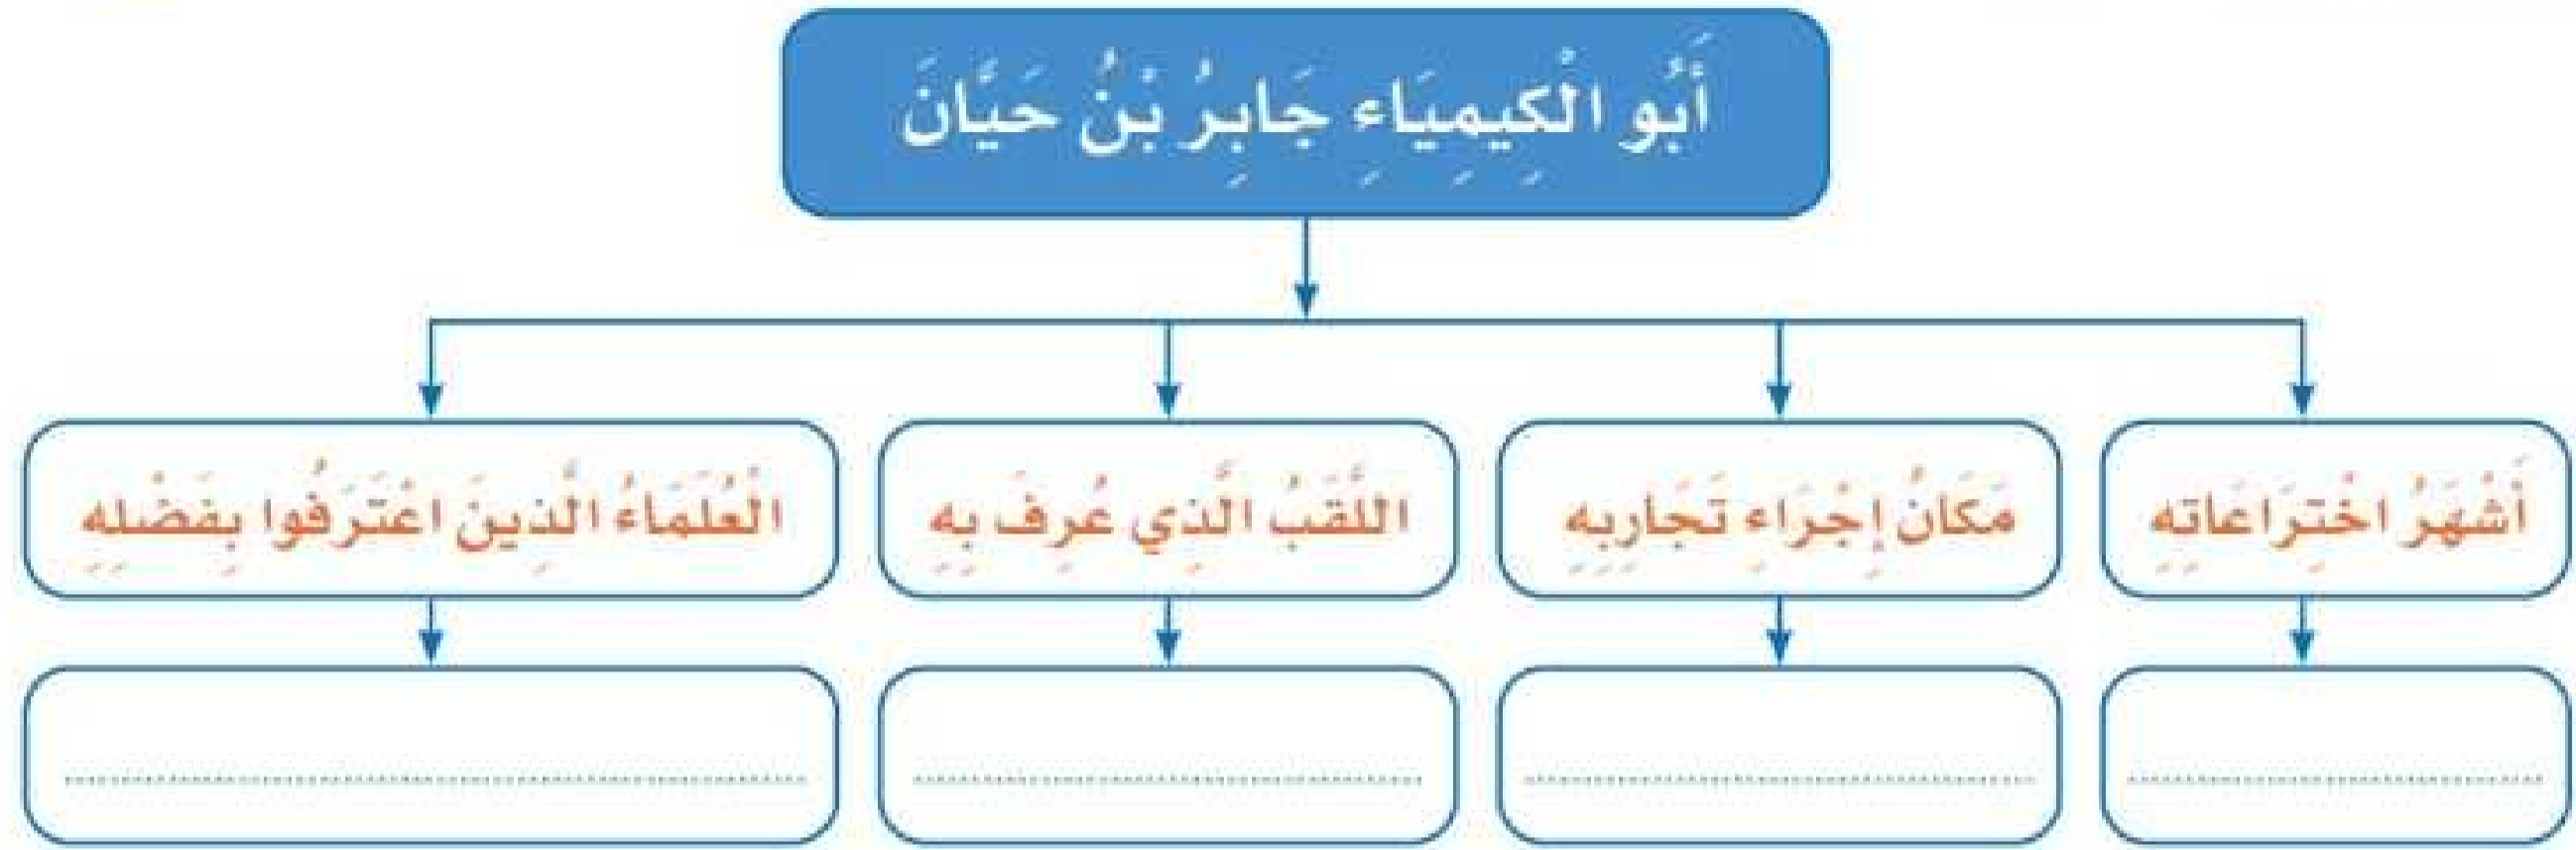 أَبُو الْكِيمِيَاءِ جَابِرُ بْنُ حَيَّانَ
أَشْهَرُ اخْتِرَاعَاتِهِ
مَكَانُ إِجْرَاءِ تَجَارِبِهِ
اللَّقَبُ الَّذِي عُرِفَ بِهِ
الْعُلَمَاءُ الَّذِينَ اعْتَرَفُوا بِفَضْلِهِ